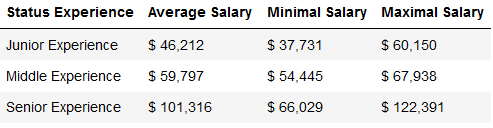 Status Experience Average Salary Minimal Salary Maximal Salary
Junior Experience $ 46,212 $ 37,731 $ 60,150
Middle Experience $ 59,797 $ 54,445 $ 67,938
Senior Experience $ 101,316 $ 66,029 $ 122,391